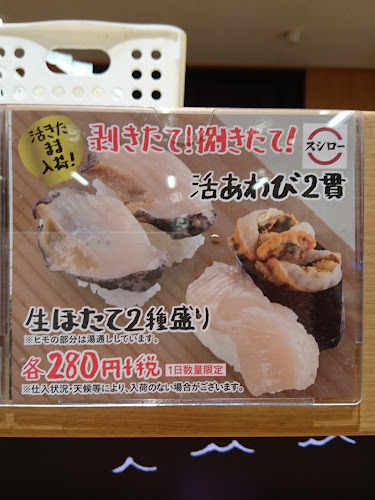 活きた
まま
入荷!
剥きたて!捌きたて!
スシロー
活あわび2貫
生ほたて2種盛り
※ヒモの部分は湯通ししています。
各280円+税 1日数量限定
※仕入状況・天候等により、入荷のない場合がございます。